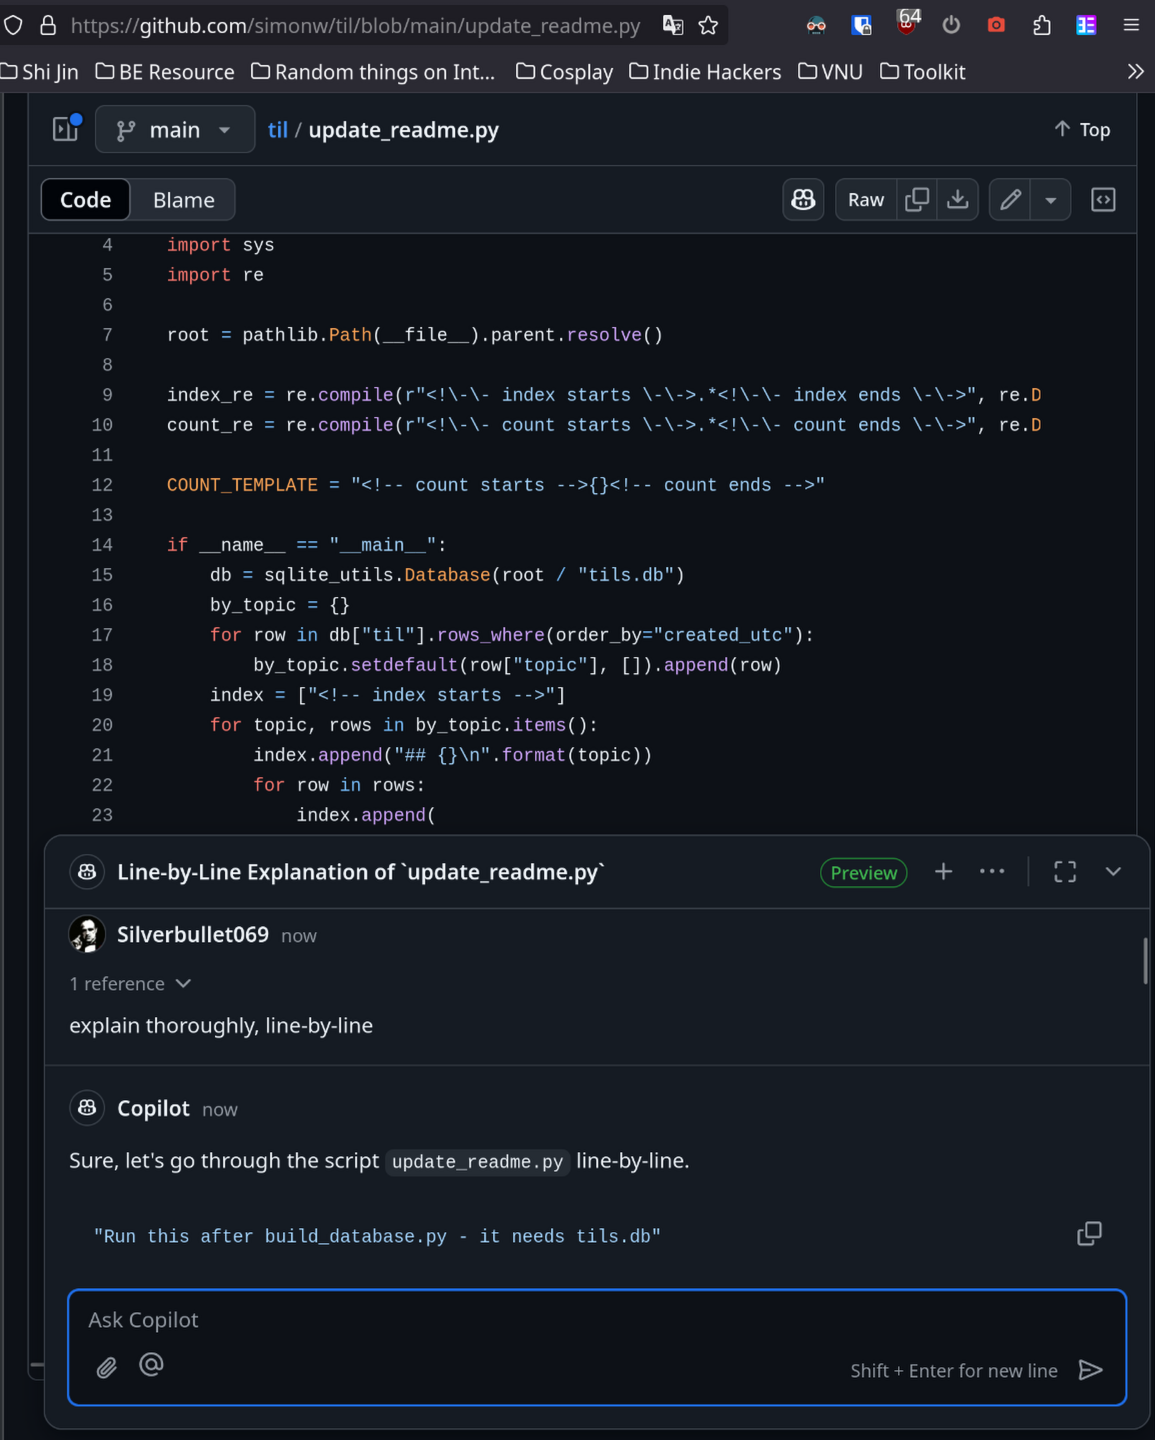 https://github.com/simonw/til/blob/main/update_readme.py
64
Shi Jin BE Resource Random things on Int... Cosplay Indie Hackers VNU Toolkit
main til / update_readme.py Top
Code Blame Raw
4 import sys
5 import re
6
7 root = pathlib.Path(__file__).parent.resolve()
8
9 index_re = re.compile(r"<!\-\- index starts \-\->.*<!\-\- index ends \-\->", re.D
10 count_re = re.compile(r"<!\-\- count starts \-\->.*<!\-\- count ends \-\->", re.D
11
12 COUNT_TEMPLATE = "<!-- count starts -->{}<!-- count ends -->"
13
14 if __name__ == "__main__":
15     db = sqlite_utils.Database(root / "tils.db")
16     by_topic = {}
17     for row in db["til"].rows_where(order_by="created_utc"):
18         by_topic.setdefault(row["topic"], []).append(row)
19     index = ["<!-- index starts -->"]
20     for topic, rows in by_topic.items():
21         index.append("## {}\n".format(topic))
22         for row in rows:
23             index.append(
Line-by-Line Explanation of `update_readme.py` Preview
Silverbullet069 now
1 reference
explain thoroughly, line-by-line
Copilot now
Sure, let's go through the script update_readme.py line-by-line.
"Run this after build_database.py - it needs tils.db"
Ask Copilot
Shift + Enter for new line